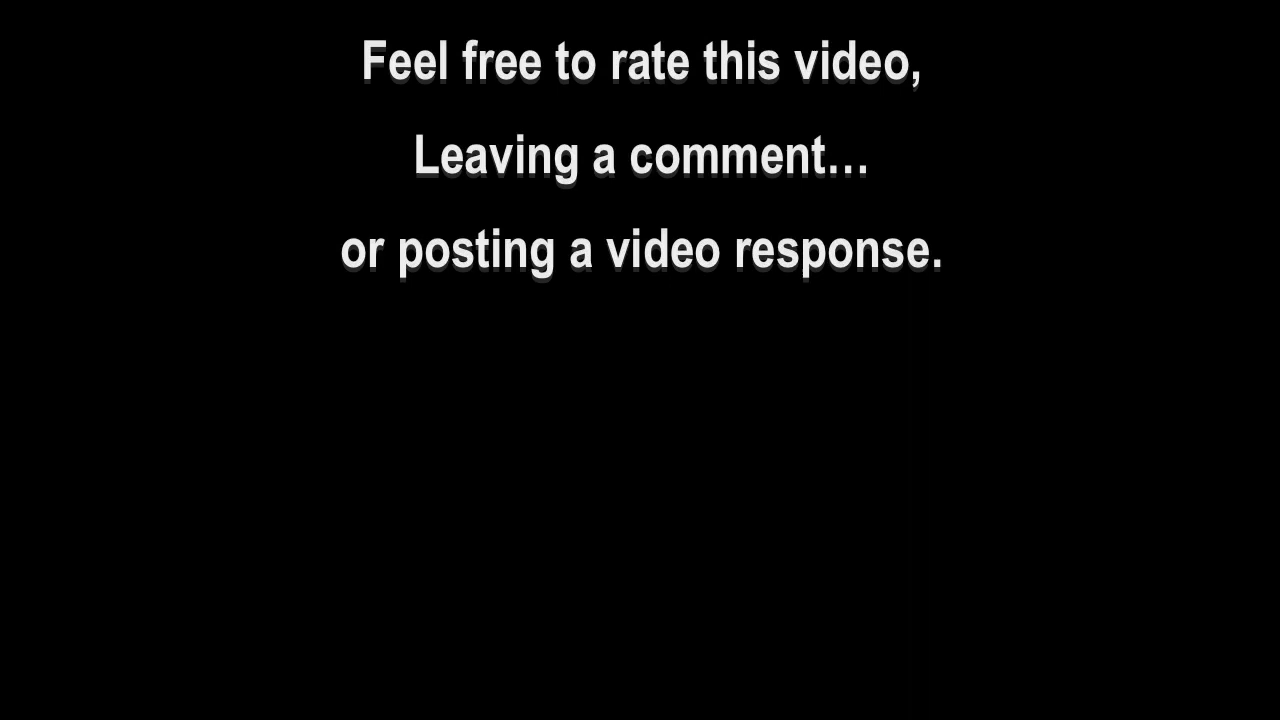 Feel free to rate this video,
Leaving a comment…
or posting a video response.